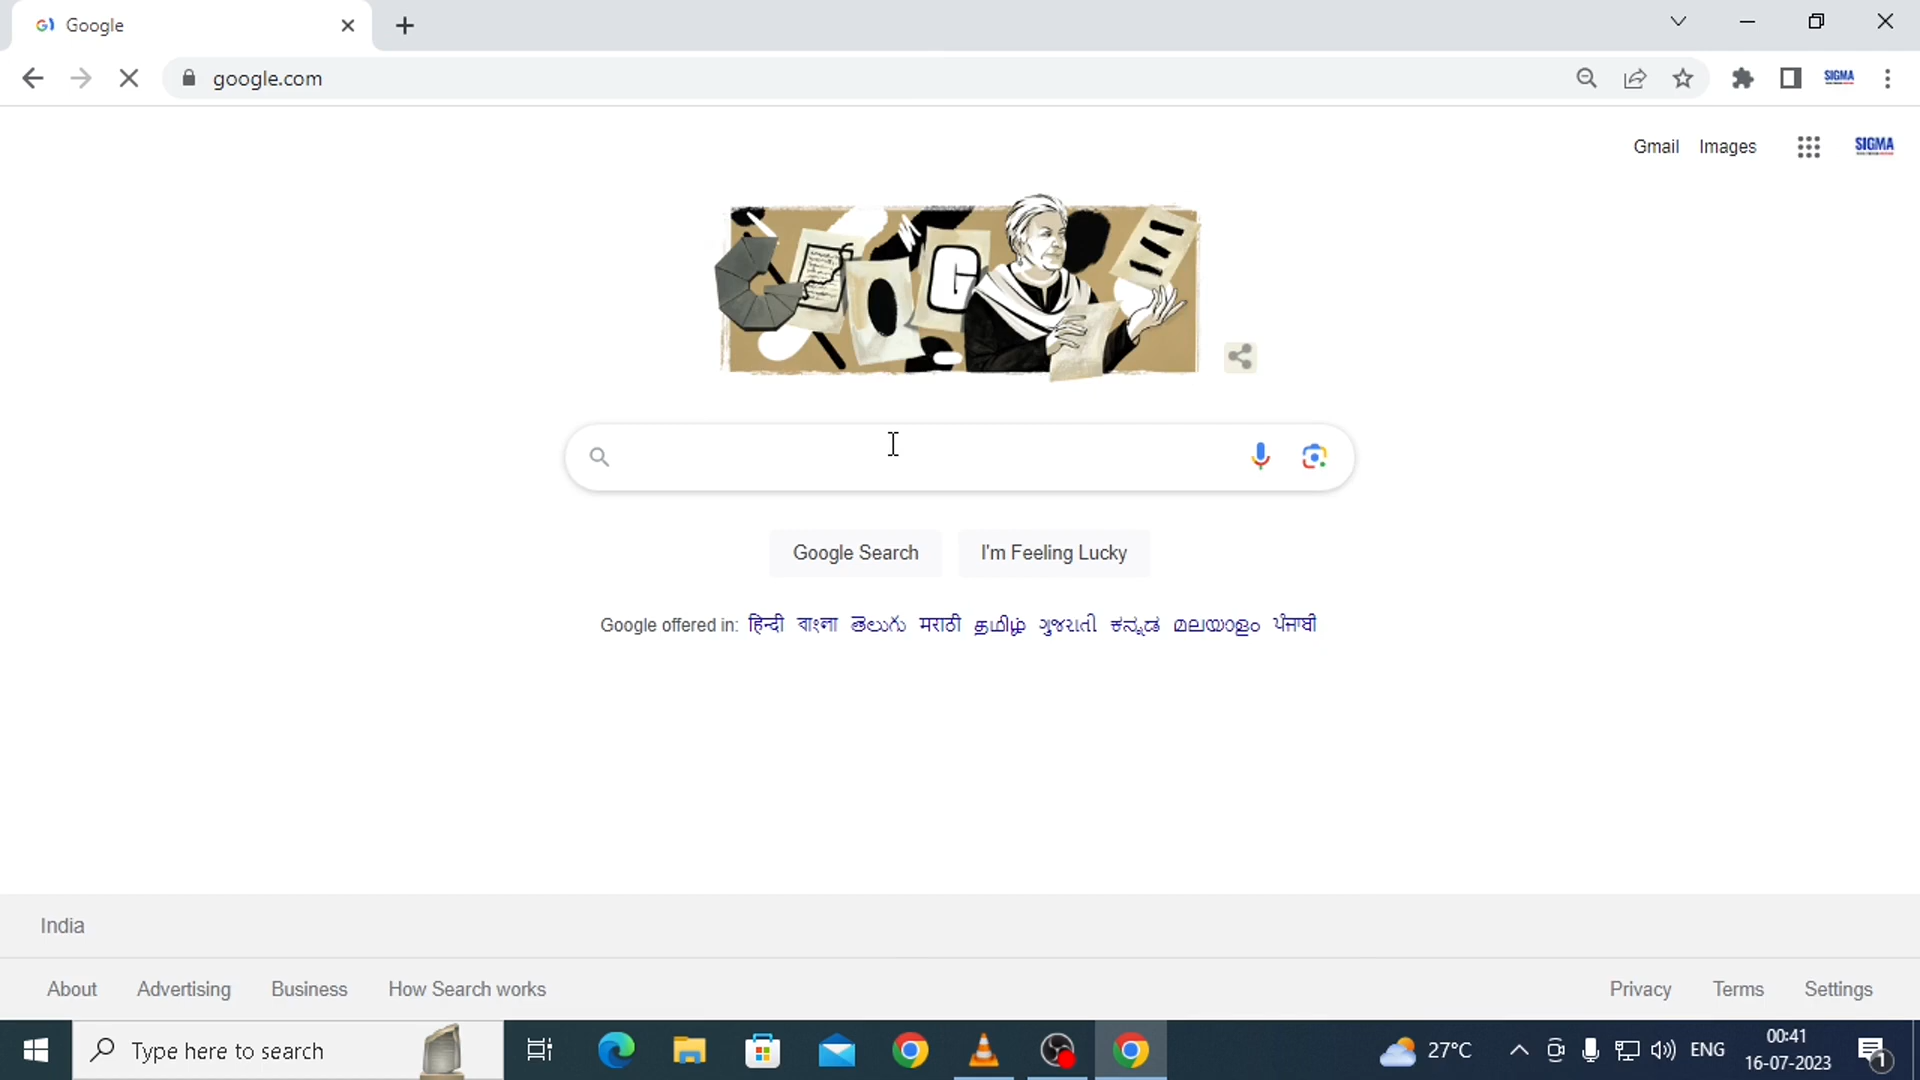 Google
google.com
SIGMA
Gmail Images SIGMA
G
Google Search I'm Feeling Lucky
Google offered in: हिन्दी বাংলা తెలుగు मराठी தமிழ் ગુજરાતી ಕನ್ನಡ മലയാളം ਪੰਜਾਬੀ
India
About Advertising Business How Search works Privacy Terms Settings
Type here to search 27°C ENG 00:41
16-07-2023 1